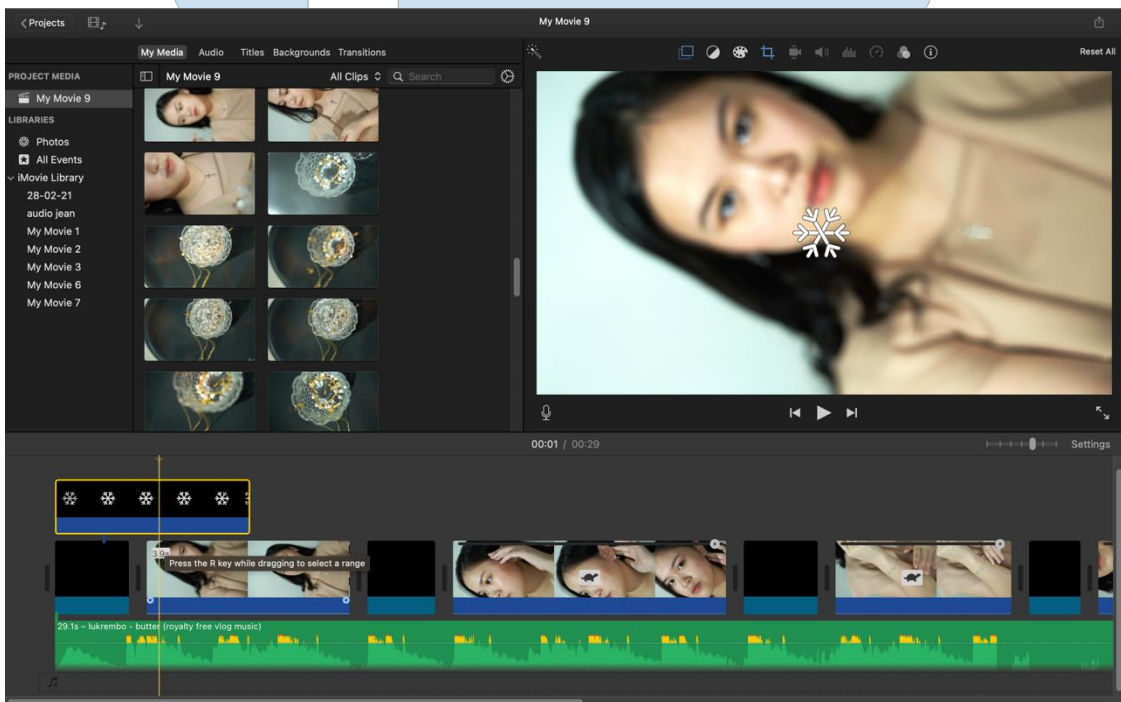 Projects
My Movie 9
My Media Audio Titles Backgrounds Transitions
Reset All
PROJECT MEDIA
My Movie 9
All Clips
Search
My Movie 9
LIBRARIES
Photos
All Events
iMovie Library
28-02-21
audio jean
My Movie 1
My Movie 2
My Movie 3
My Movie 6
My Movie 7
00:01 / 00:29
Settings
3.9s
Press the R key while dragging to select a range
29.1s – lukrembo - butter (royalty free vlog music)